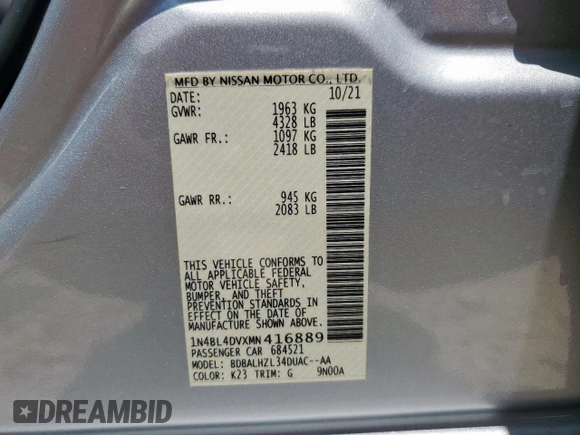 MFD BY NISSAN MOTOR CO., LTD.
DATE: 10/21
GVWR: 1963 KG
4328 LB
GAWR FR.: 1097 KG
2418 LB
GAWR RR.: 945 KG
2083 LB
THIS VEHICLE CONFORMS TO
ALL APPLICABLE FEDERAL
MOTOR VEHICLE SAFETY,
BUMPER, AND THEFT
PREVENTION STANDARDS IN
EFFECT ON THE DATE OF
MANUFACTURE SHOWN ABOVE.
1N4BL4DVXMN416889
PASSENGER CAR 684521
MODEL: BDBALHZL34DUAC--AA
COLOR: K23 TRIM: G 9N00A
DREAMBID